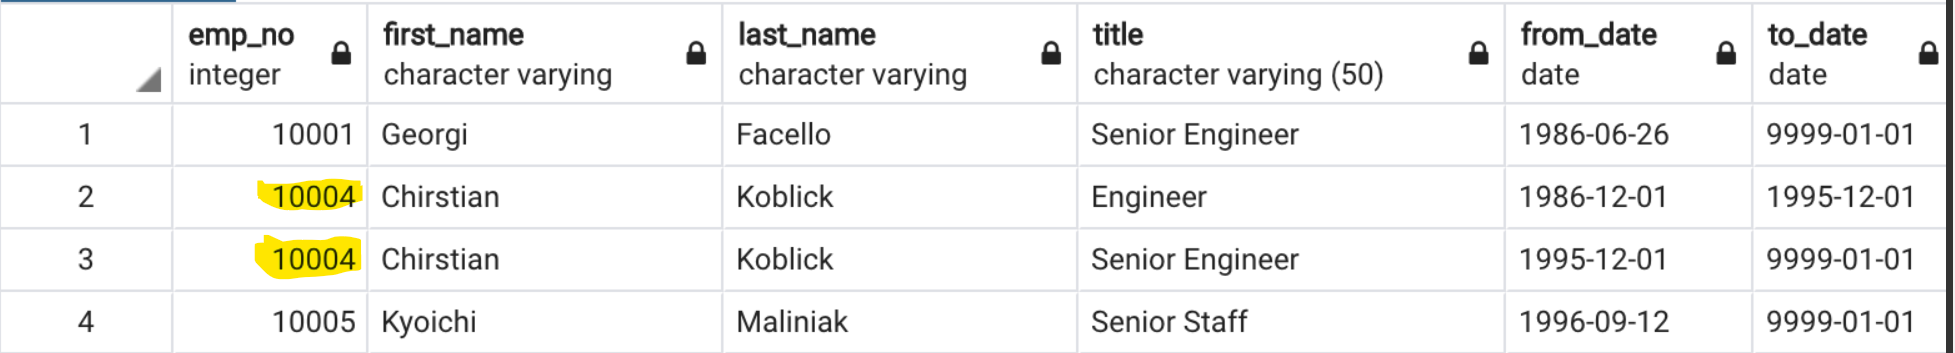 emp_no first_name last_name title from_date to_date
integer character varying character varying character varying (50) date date
1 10001 Georgi Facello Senior Engineer 1986-06-26 9999-01-01
2 10004 Chirstian Koblick Engineer 1986-12-01 1995-12-01
3 10004 Chirstian Koblick Senior Engineer 1995-12-01 9999-01-01
4 10005 Kyoichi Maliniak Senior Staff 1996-09-12 9999-01-01